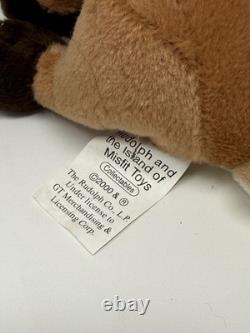 Rudolph and
the Island of
Misfit Toys
Collectables
©2000 & ®
The Rudolph Co., L.P.
Under license to
GT Merchandising &
Licensing Corp.
ebay